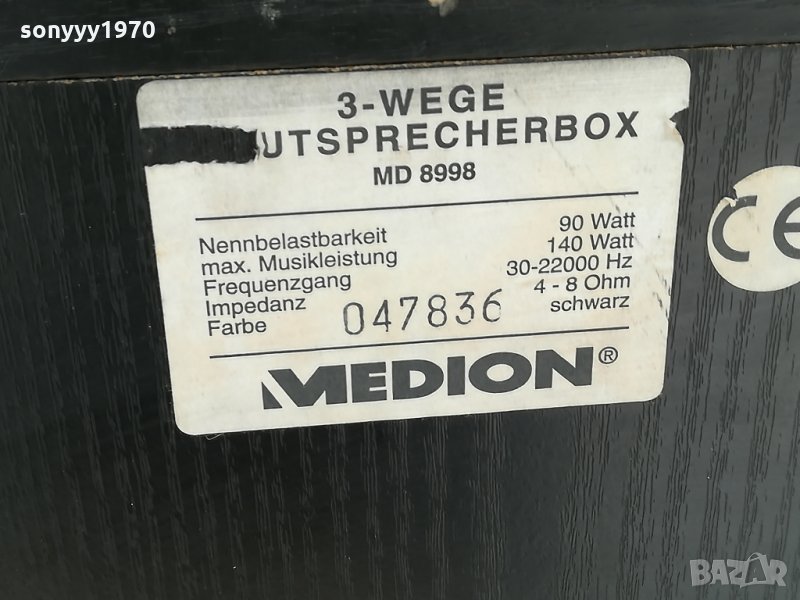 sonyyy1970
3-WEGE
UTSPRECHERBOX
MD 8998
Nennbelastbarkeit 90 Watt
max. Musikleistung 140 Watt
Frequenzgang 30-22000 Hz
Impedanz 4 - 8 Ohm
Farbe 047836 schwarz
MEDION®
CE
BAZAR